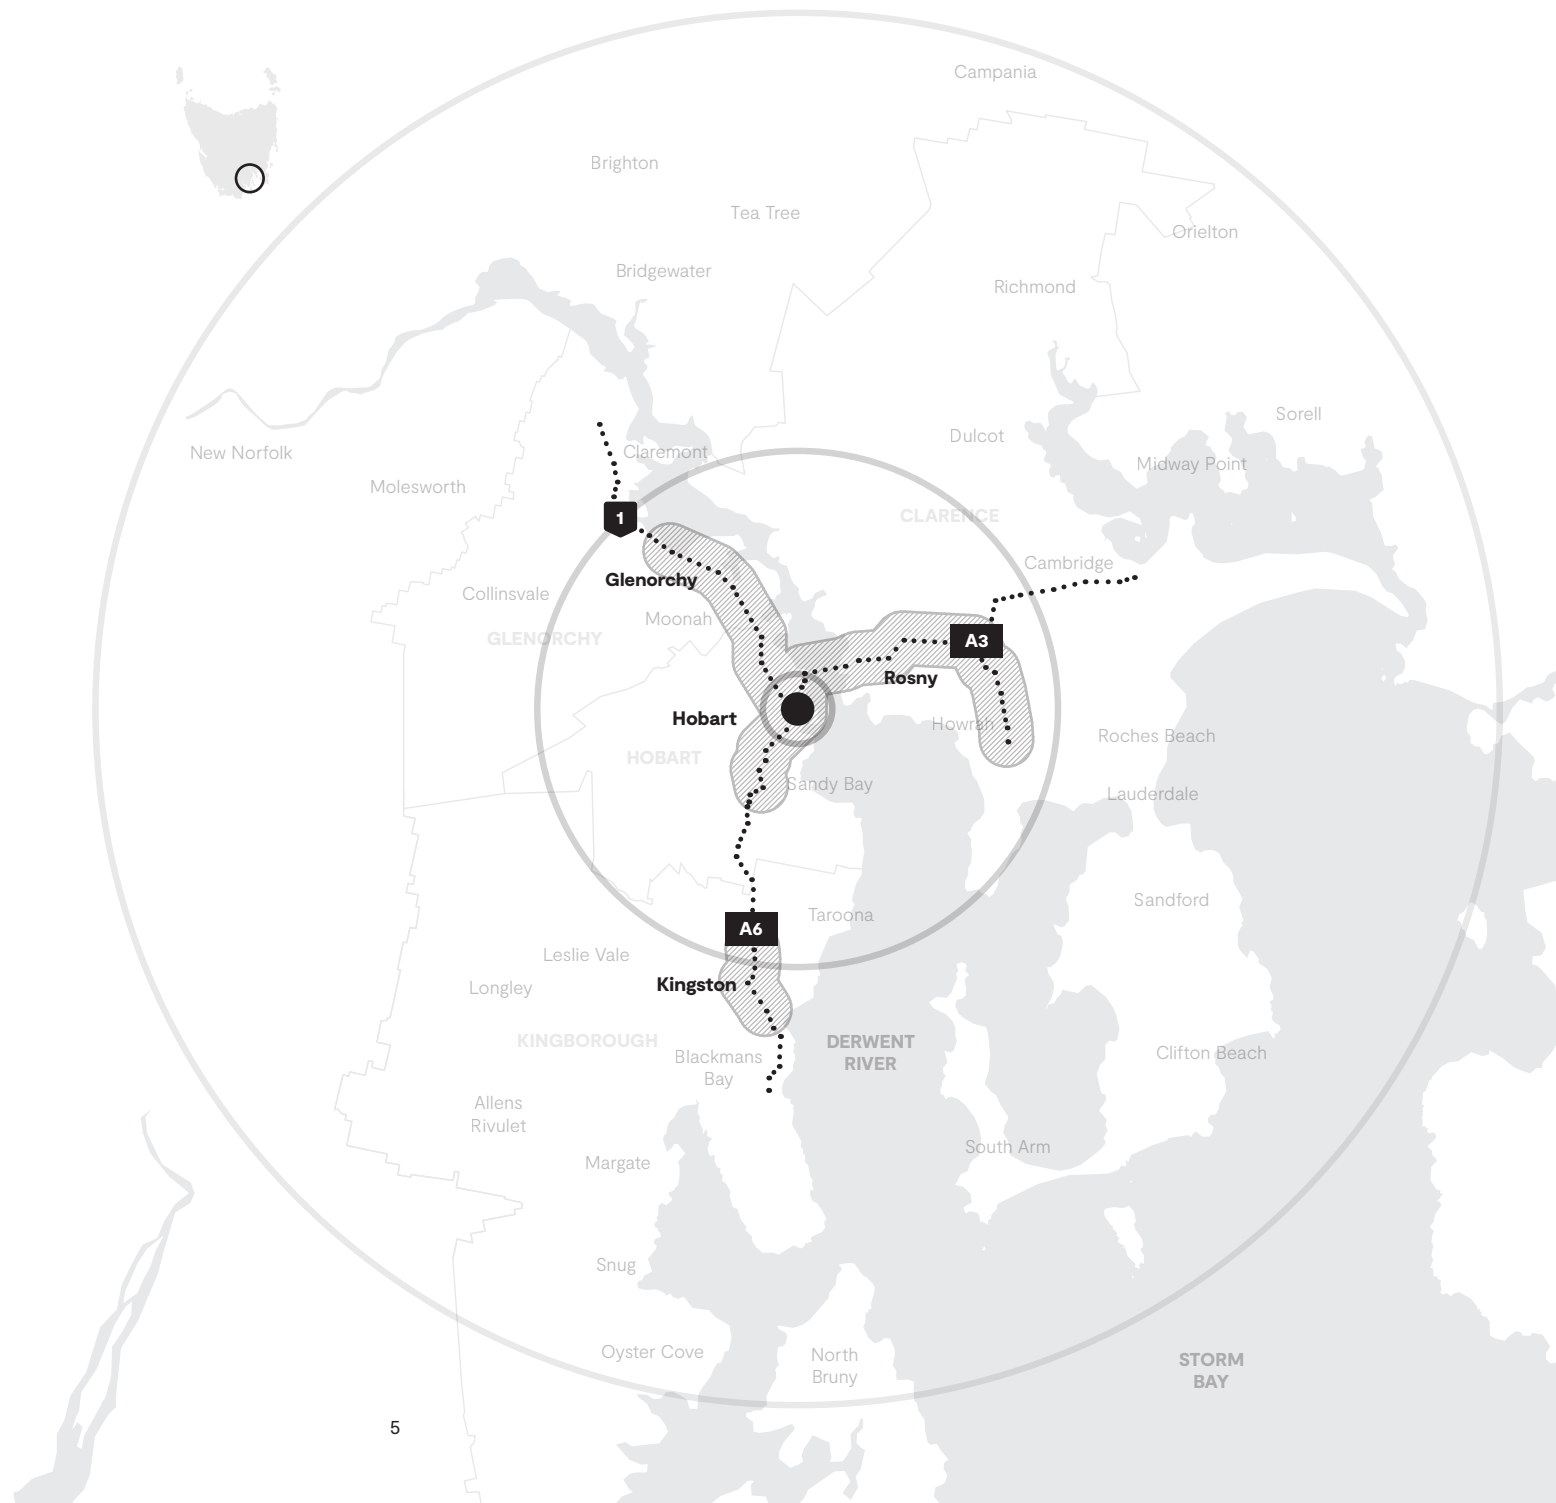 Campania
Brighton
Tea Tree
Orielton
Bridgewater
Richmond
Sorell
Dulcot
New Norfolk
Claremont
Midway Point
Molesworth
CLARENCE
1
Cambridge
Glenorchy
Collinsvale
Moonah
GLENORCHY
A3
Rosny
Hobart
Howrah
Roches Beach
HOBART
Sandy Bay
Lauderdale
Sandford
Taroona
A6
Leslie Vale
Kingston
Longley
KINGBOROUGH
DERWENT
RIVER
Blackmans
Bay
Clifton Beach
Allens
Rivulet
South Arm
Margate
Snug
Oyster Cove
North
Bruny
STORM
BAY
5